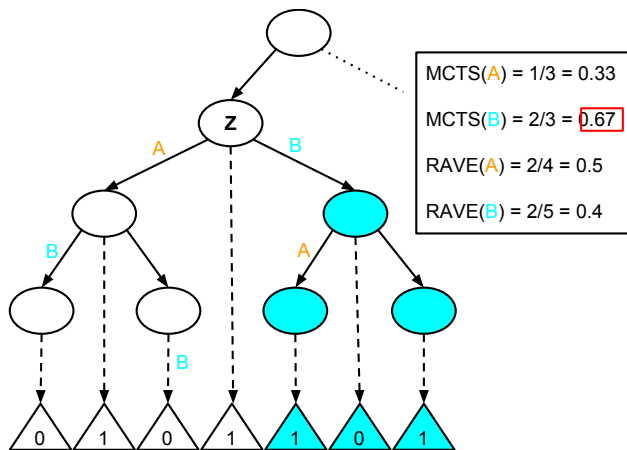 MCTS(A) = 1/3 = 0.33
MCTS(B) = 2/3 = 0.67
RAVE(A) = 2/4 = 0.5
RAVE(B) = 2/5 = 0.4
Z
A
B
B
A
B
0
1
0
1
1
0
1